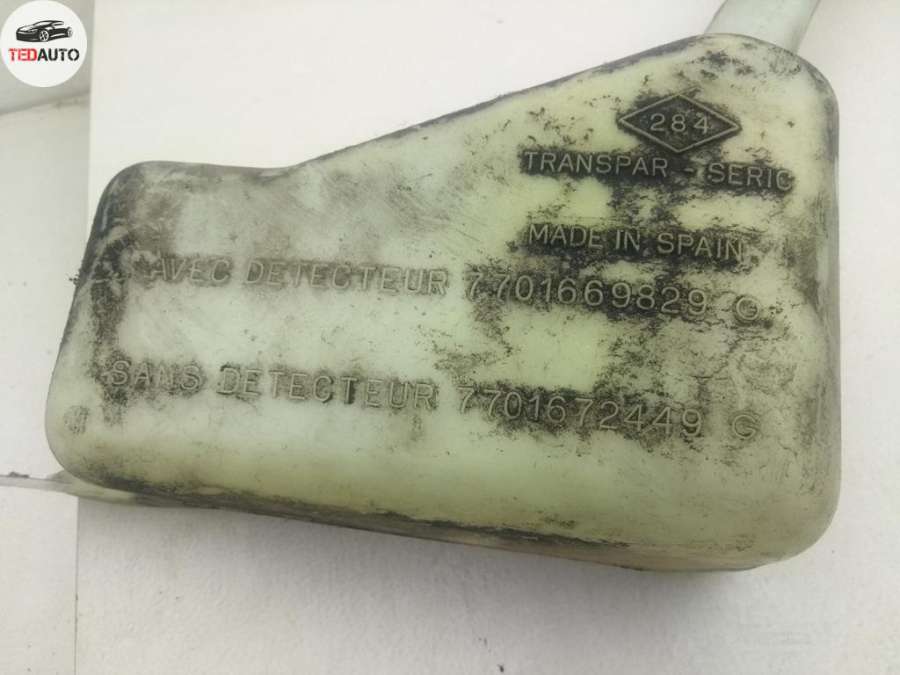 TEDAUTO
284
TRANSPAR - SERIC
MADE IN SPAIN
AVEC DETECTEUR 7701669829 G
SANS DETECTEUR 7701672449 G